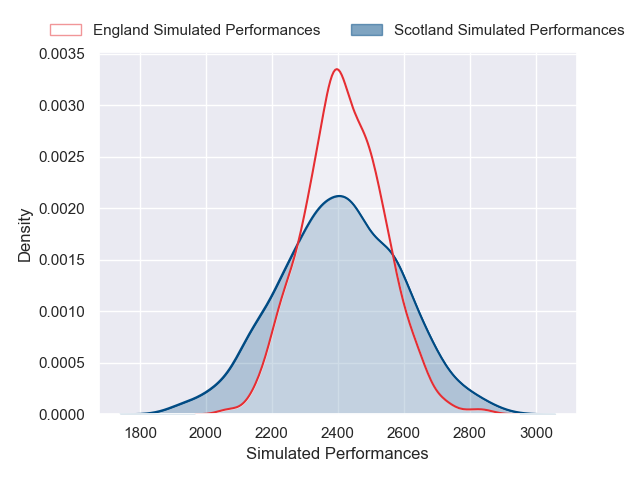 England Simulated Performances
Scotland Simulated Performances
0.0035
0.0030
0.0025
0.0020
0.0015
0.0010
0.0005
0.0000
Density
1800 2000 2200 2400 2600 2800 3000
Simulated Performances